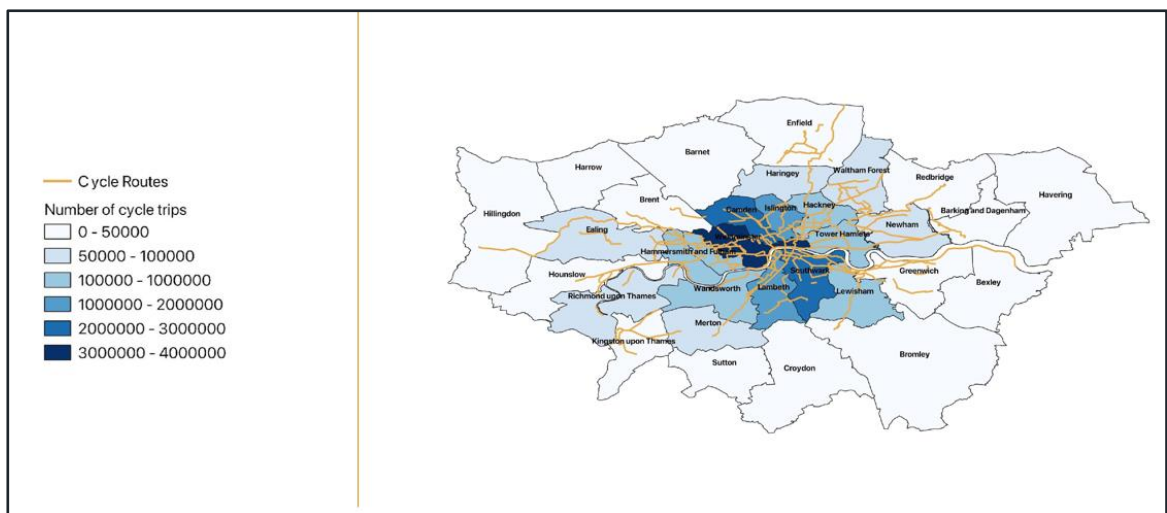 Cycle Routes
Number of cycle trips
0 - 50000
50000 - 100000
100000 - 1000000
1000000 - 2000000
2000000 - 3000000
3000000 - 4000000
Enfield
Barnet
Harrow
Haringey
Waltham Forest
Redbridge
Havering
Brent
Hillingdon
Camden
Islington
Hackney
Barking and Dagenham
Ealing
Newham
Tower Hamlets
Hammersmith and Fulham
Hounslow
Southwark
Greenwich
Bexley
Richmond upon Thames
Wandsworth
Lambeth
Lewisham
Merton
Kingston upon Thames
Sutton
Croydon
Bromley